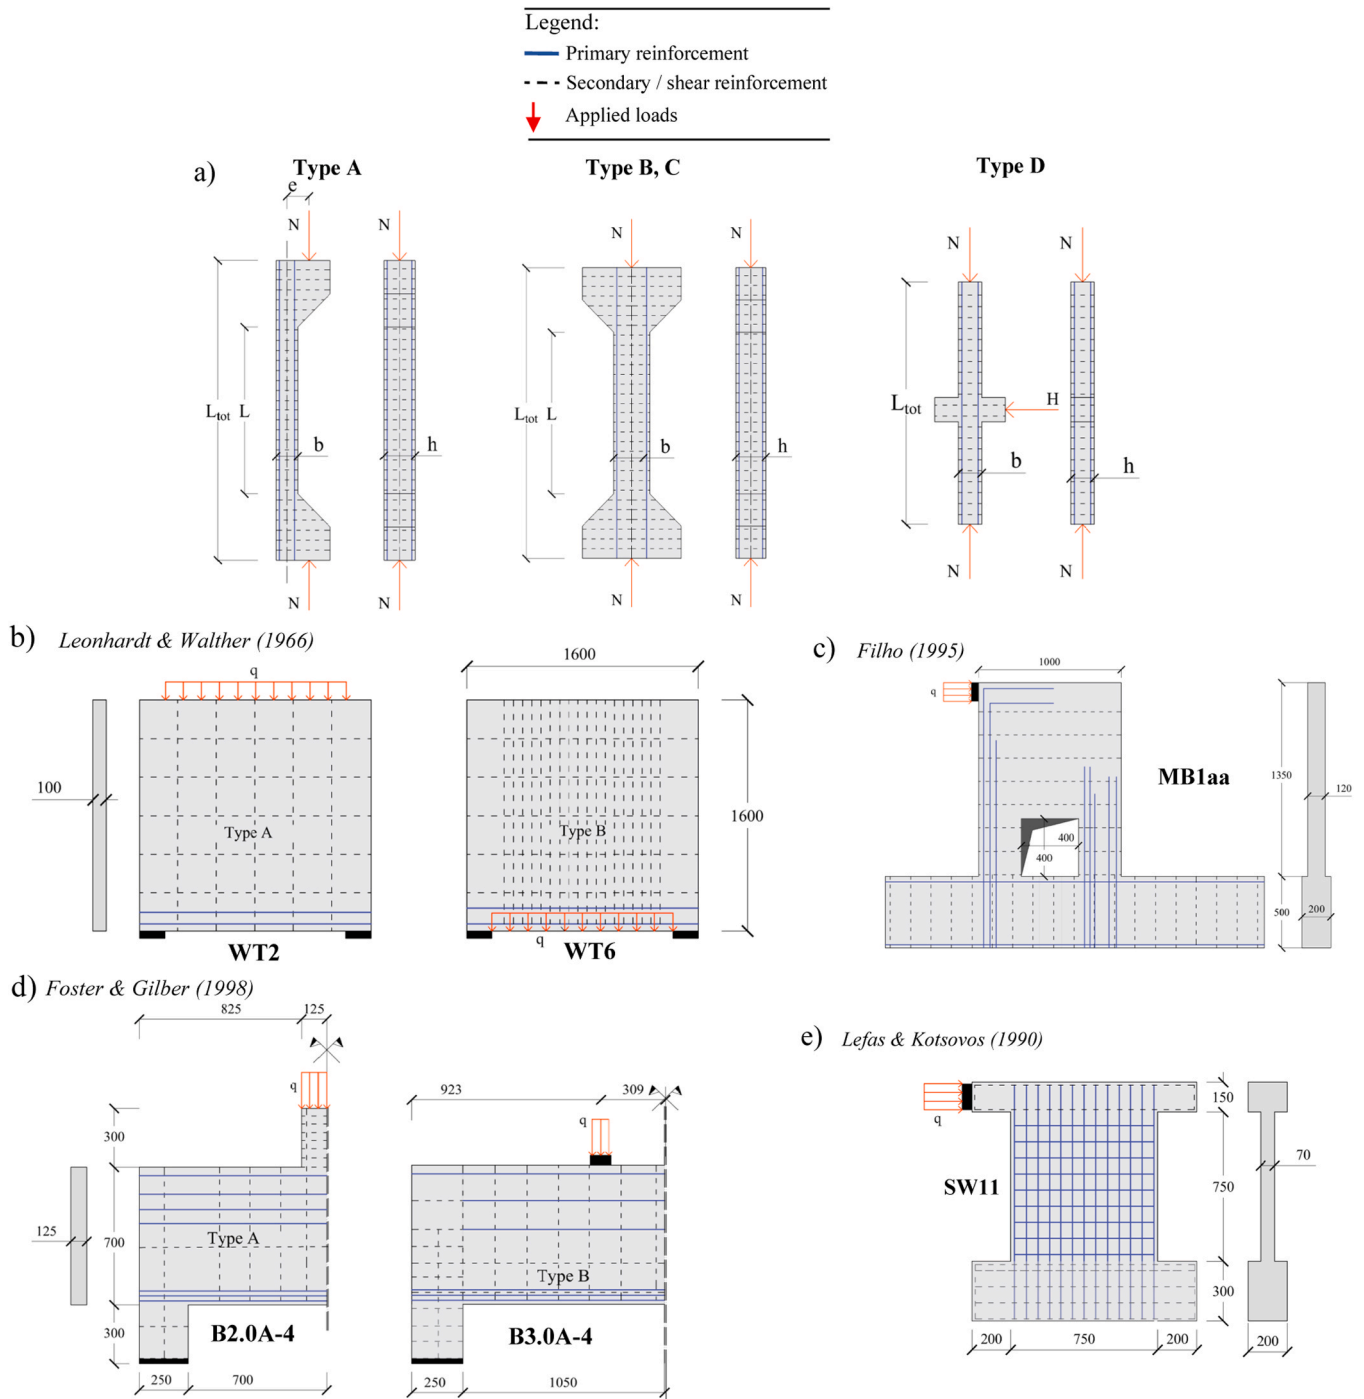 Legend:
Primary reinforcement
Secondary / shear reinforcement
Applied loads
a) Type A Type B, C Type D
e
N N N N N N
Ltot L b h
Ltot L b h
Ltot H b h
N N N N N N
b) Leonhardt & Walther (1966)
q
100
Type A
WT2
1600
1600
Type B
q
WT6
c) Filho (1995)
1000
q
MB1aa
1350
120
400
400
500
200
d) Foster & Gilber (1998)
825 125
q
300
125
700
Type A
300
B2.0A-4
250 700
923 309
q
Type B
B3.0A-4
250 1050
e) Lefas & Kotsovos (1990)
q
150
70
SW11
750
300
200 750 200 200